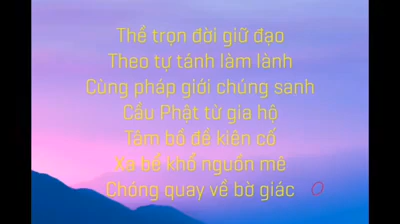 Thề trọn đời giữ đạo
Theo tự tánh làm lành
Cùng pháp giới chúng sanh
Cầu Phật từ gia hộ
Tâm bồ đề kiên cố
Xa bể khổ nguồn mê
Chóng quay về bờ giác